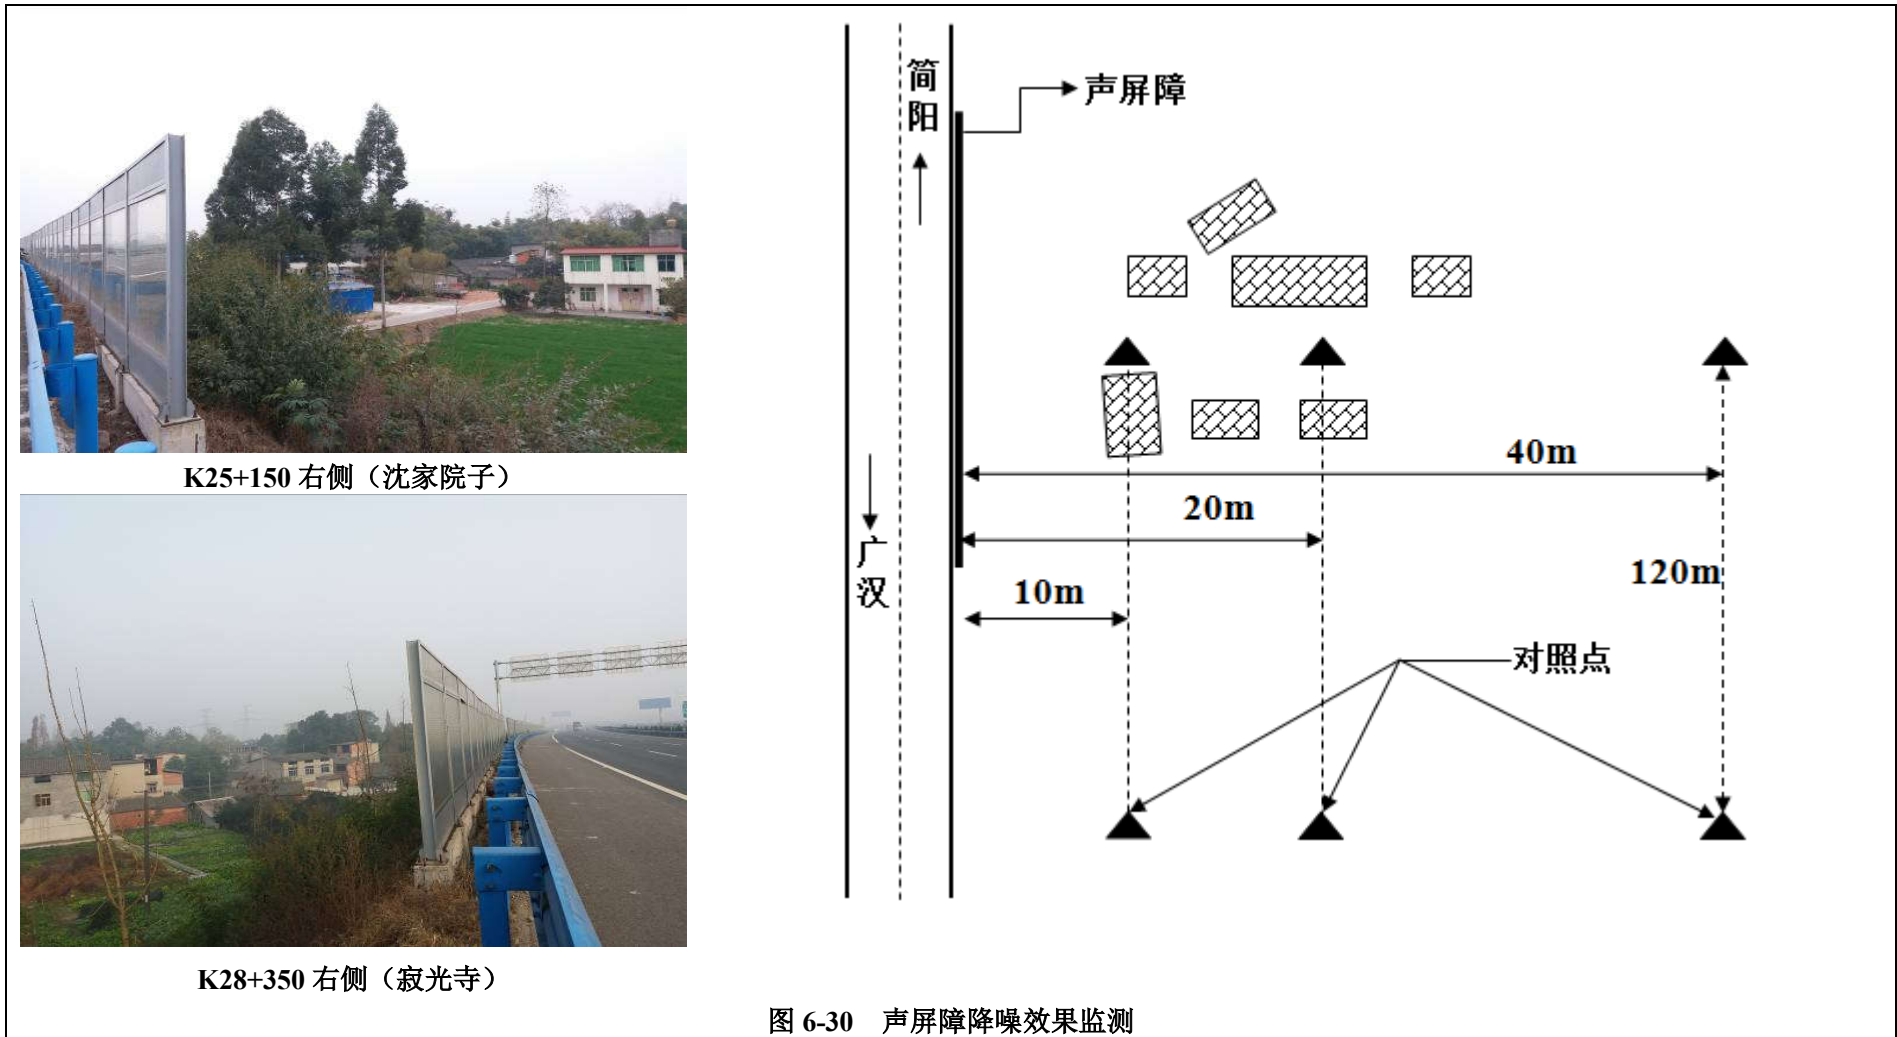 K25+150 右侧（沈家院子）
K28+350 右侧（寂光寺）
简阳
声屏障
广汉
40m
20m
10m
120m
对照点
图 6-30 声屏障降噪效果监测